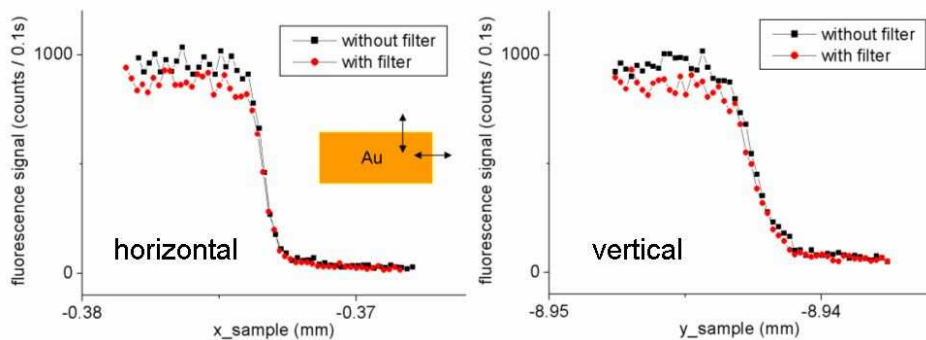 fluorescence signal (counts / 0.1s)
1000
0
without filter
with filter
Au
horizontal
-0.38
-0.37
x_sample (mm)
fluorescence signal (counts / 0.1s)
1000
0
without filter
with filter
vertical
-8.95
-8.94
y_sample (mm)